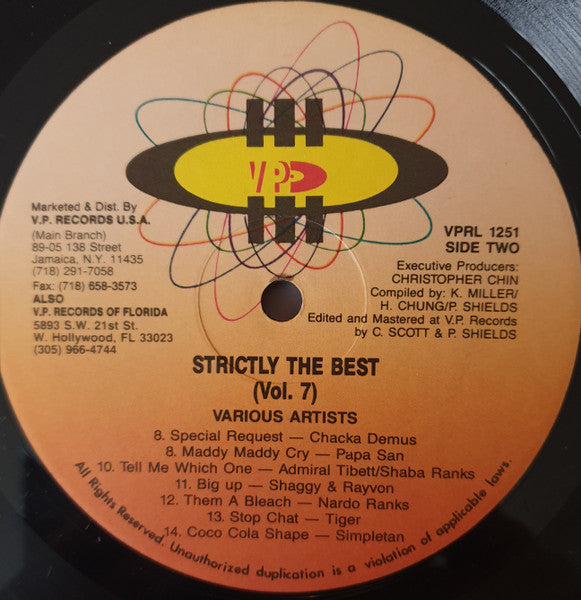 VP
Marketed & Dist. By
V.P. RECORDS U.S.A.
(Main Branch)
89-05 138 Street
Jamaica, N.Y. 11435
(718) 291-7058
Fax: (718) 658-3573
ALSO
V.P. RECORDS OF FLORIDA
5893 S.W. 21st St.
W. Hollywood, FL 33023
(305) 966-4744
VPRL 1251
SIDE TWO
Executive Producers:
CHRISTOPHER CHIN
Compiled by: K. MILLER/
H. CHUNG/P. SHIELDS
Edited and Mastered at V.P. Records
by C. SCOTT & P. SHIELDS
STRICTLY THE BEST
(Vol. 7)
VARIOUS ARTISTS
8. Special Request — Chacka Demus
8. Maddy Maddy Cry — Papa San
10. Tell Me Which One — Admiral Tibett/Shaba Ranks
11. Big up — Shaggy & Rayvon
12. Them A Bleach — Nardo Ranks
13. Stop Chat — Tiger
14. Coco Cola Shape — Simpletan
All Rights Reserved. Unauthorized duplication is a violation of applicable laws.